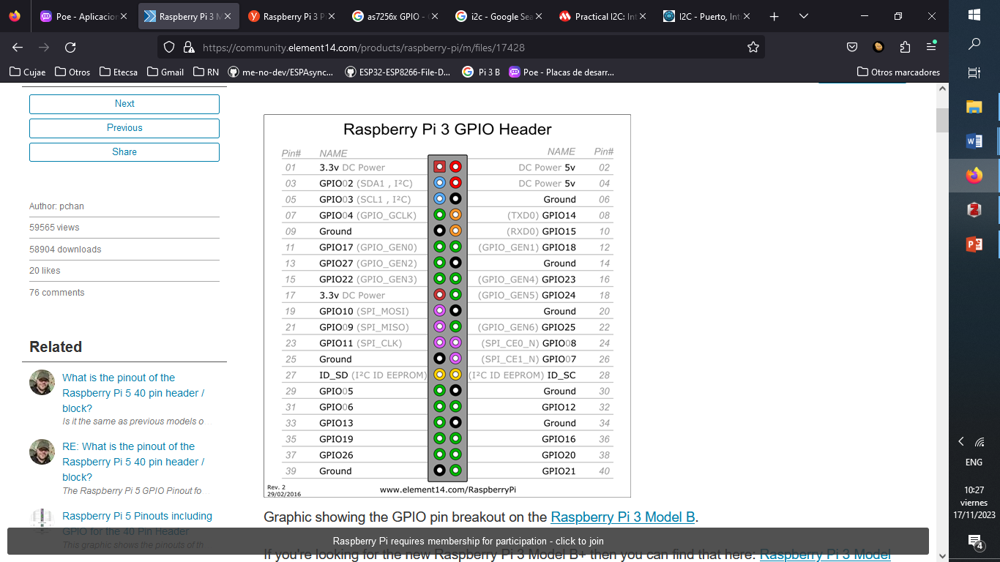 Poe - Aplicacion
Raspberry Pi 3 M
Raspberry Pi 3 P
as7256x GPIO -
i2c - Google Sea
Practical I2C: Int
I2C - Puerto, Int
https://community.element14.com/products/raspberry-pi/m/files/17428
Cujae
Otros
Etecsa
Gmail
RN
me-no-dev/ESPAsync...
ESP32-ESP8266-File-D...
Pi 3 B
Poe - Placas de desarr...
Otros marcadores
Next
Previous
Share
Author: pchan
59565 views
58904 downloads
20 likes
76 comments
Related
What is the pinout of the
Raspberry Pi 5 40 pin header /
block?
Is it the same as previous models o
RE: What is the pinout of the
Raspberry Pi 5 40 pin header /
block?
The Raspberry Pi 5 GPIO Pinout fo
Raspberry Pi 5 Pinouts including
GPIO for the 40 Pin Header
This graphic shows the pinouts of th
Raspberry Pi 3 GPIO Header
Pin# NAME NAME Pin#
01 3.3v DC Power DC Power 5v 02
03 GPIO02 (SDA1 , I²C) DC Power 5v 04
05 GPIO03 (SCL1 , I²C) Ground 06
07 GPIO04 (GPIO_GCLK) (TXD0) GPIO14 08
09 Ground (RXD0) GPIO15 10
11 GPIO17 (GPIO_GEN0) (GPIO_GEN1) GPIO18 12
13 GPIO27 (GPIO_GEN2) Ground 14
15 GPIO22 (GPIO_GEN3) (GPIO_GEN4) GPIO23 16
17 3.3v DC Power (GPIO_GEN5) GPIO24 18
19 GPIO10 (SPI_MOSI) Ground 20
21 GPIO09 (SPI_MISO) (GPIO_GEN6) GPIO25 22
23 GPIO11 (SPI_CLK) (SPI_CE0_N) GPIO08 24
25 Ground (SPI_CE1_N) GPIO07 26
27 ID_SD (I²C ID EEPROM) (I²C ID EEPROM) ID_SC 28
29 GPIO05 Ground 30
31 GPIO06 GPIO12 32
33 GPIO13 Ground 34
35 GPIO19 GPIO16 36
37 GPIO26 GPIO20 38
39 Ground GPIO21 40
Rev. 2
29/02/2016
www.element14.com/RaspberryPi
Graphic showing the GPIO pin breakout on the Raspberry Pi 3 Model B.
Raspberry Pi requires membership for participation - click to join
If you're looking for the new Raspberry Pi 3 Model B+ then you can find that here: Raspberry Pi 3 Model
ENG
10:27
viernes
17/11/2023
4